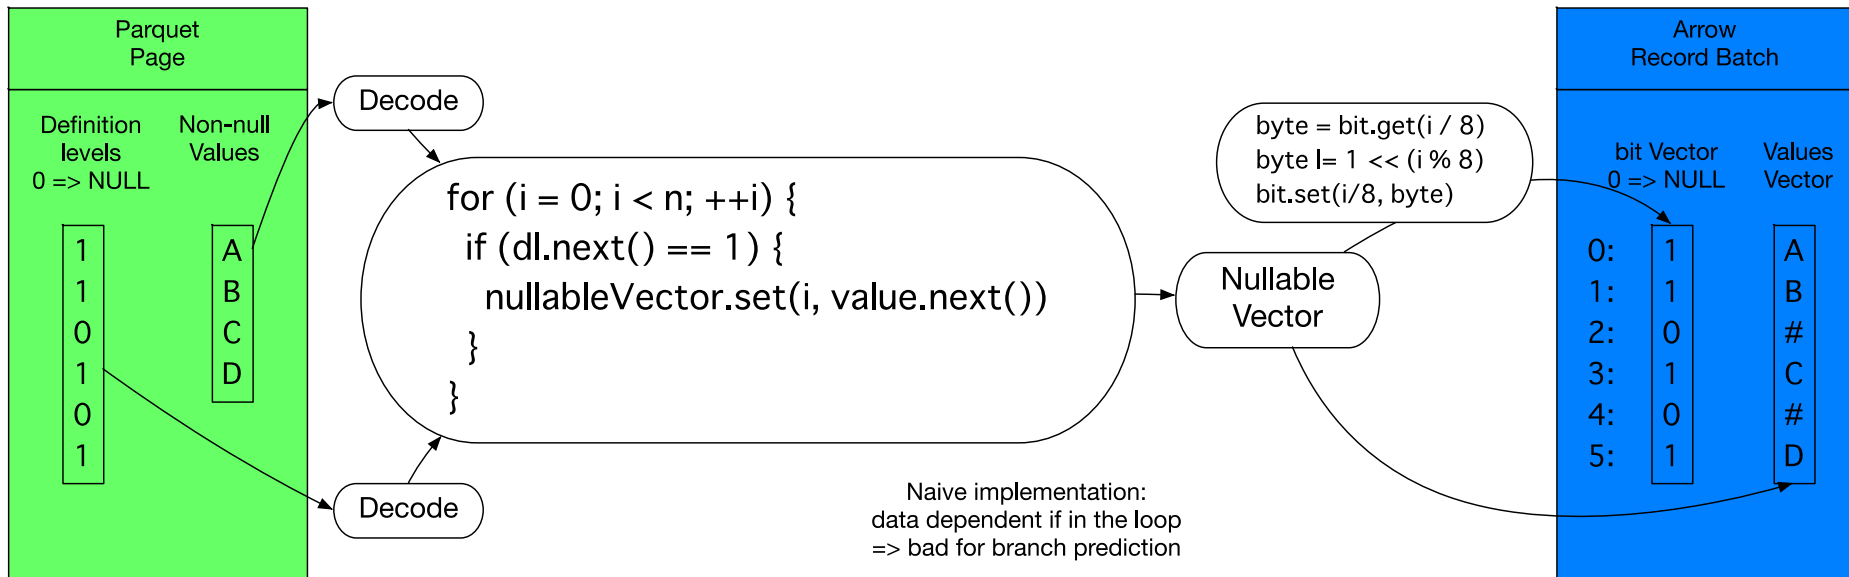 Parquet
Page
Definition
levels
0 => NULL
Non-null
Values
1
1
0
1
0
1
A
B
C
D
Decode
Decode
for (i = 0; i < n; ++i) {
if (dl.next() == 1) {
nullableVector.set(i, value.next())
}
}
Naive implementation:
data dependent if in the loop
=> bad for branch prediction
Nullable
Vector
byte = bit.get(i / 8)
byte |= 1 << (i % 8)
bit.set(i/8, byte)
Arrow
Record Batch
bit Vector
0 => NULL
Values
Vector
0: 1 A
1: 1 B
2: 0 #
3: 1 C
4: 0 #
5: 1 D